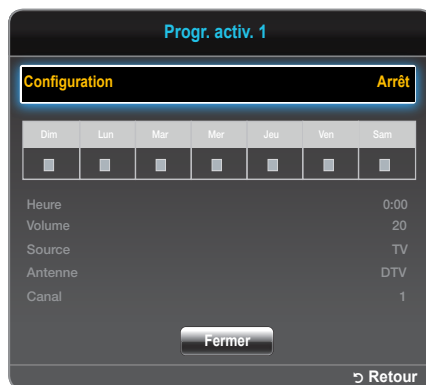 Progr. activ. 1
Configuration Arrêt
Dim Lun Mar Mer Jeu Ven Sam
Heure 0:00
Volume 20
Source TV
Antenne DTV
Canal 1
Fermer
Retour